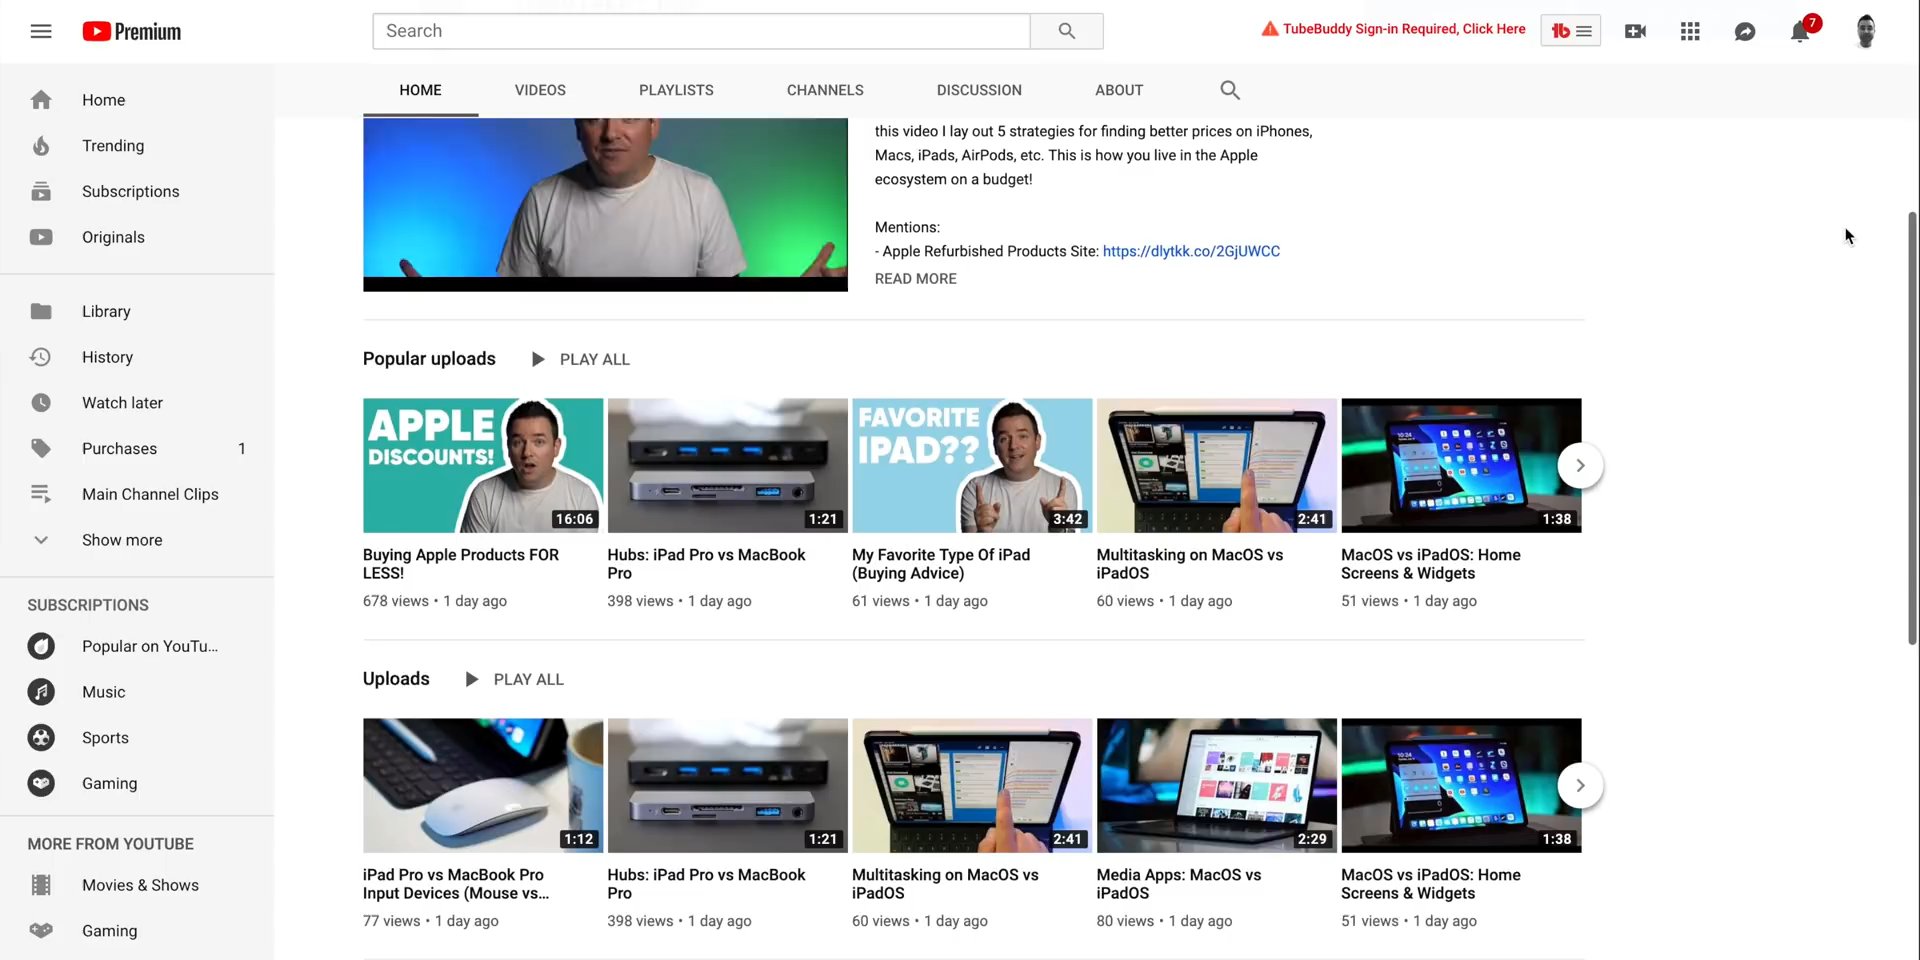 Premium
Search
TubeBuddy Sign-in Required, Click Here
tb
7
HOME
VIDEOS
PLAYLISTS
CHANNELS
DISCUSSION
ABOUT
Home
Trending
Subscriptions
Originals
Library
History
Watch later
Purchases 1
Main Channel Clips
Show more
SUBSCRIPTIONS
Popular on YouTu...
Music
Sports
Gaming
MORE FROM YOUTUBE
Movies & Shows
Gaming
this video I lay out 5 strategies for finding better prices on iPhones,
Macs, iPads, AirPods, etc. This is how you live in the Apple
ecosystem on a budget!
Mentions:
- Apple Refurbished Products Site: https://dlytkk.co/2GjUWCC
READ MORE
Popular uploads
PLAY ALL
APPLE
DISCOUNTS!
16:06
Buying Apple Products FOR
LESS!
678 views • 1 day ago
1:21
Hubs: iPad Pro vs MacBook
Pro
398 views • 1 day ago
FAVORITE
IPAD??
3:42
My Favorite Type Of iPad
(Buying Advice)
61 views • 1 day ago
2:41
Multitasking on MacOS vs
iPadOS
60 views • 1 day ago
1:38
MacOS vs iPadOS: Home
Screens & Widgets
51 views • 1 day ago
Uploads
PLAY ALL
1:12
iPad Pro vs MacBook Pro
Input Devices (Mouse vs...
77 views • 1 day ago
1:21
Hubs: iPad Pro vs MacBook
Pro
398 views • 1 day ago
2:41
Multitasking on MacOS vs
iPadOS
60 views • 1 day ago
2:29
Media Apps: MacOS vs
iPadOS
80 views • 1 day ago
1:38
MacOS vs iPadOS: Home
Screens & Widgets
51 views • 1 day ago